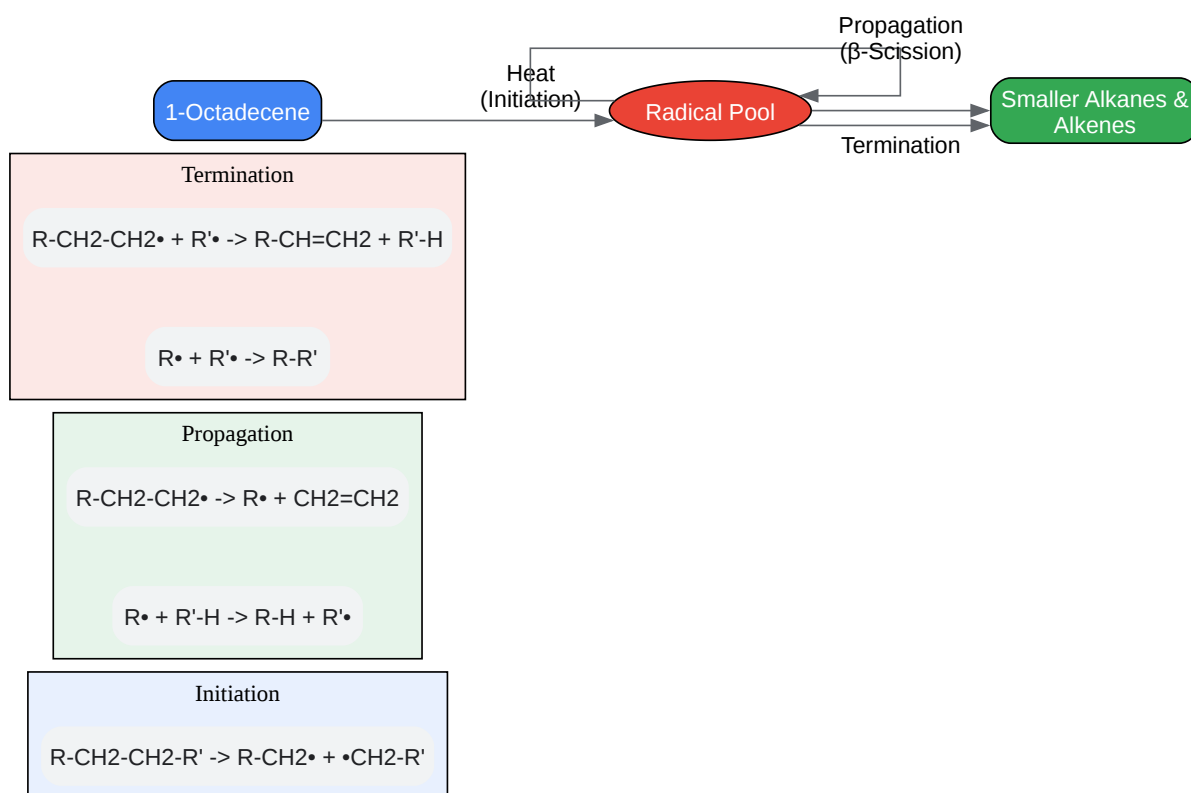 Propagation
(β-Scission)
Heat
(Initiation)
1-Octadecene
Radical Pool
Smaller Alkanes &
Alkenes
Termination
Termination
R-CH2-CH2• + R'• -> R-CH=CH2 + R'-H
R• + R'• -> R-R'
Propagation
R-CH2-CH2• -> R• + CH2=CH2
R• + R'-H -> R-H + R'•
Initiation
R-CH2-CH2-R' -> R-CH2• + •CH2-R'